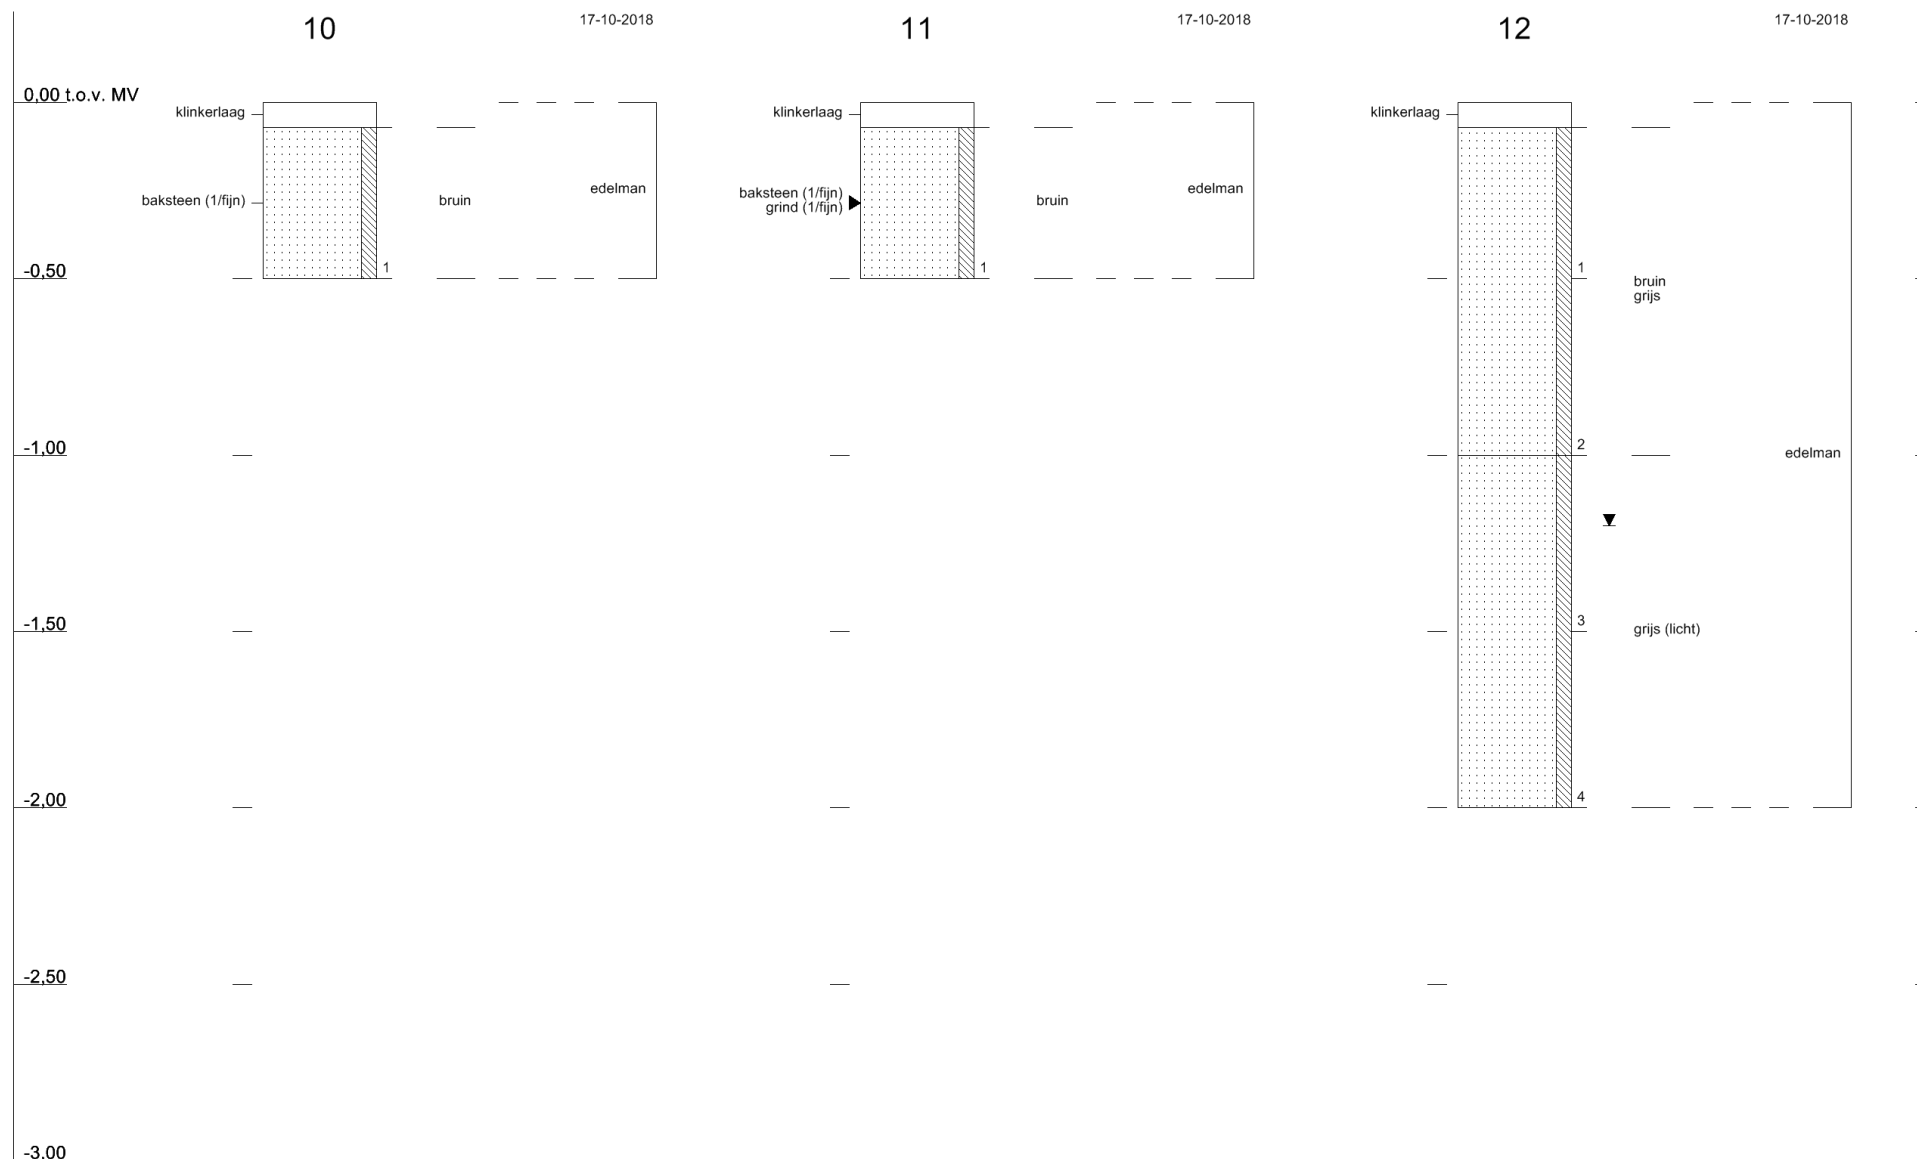 10
17-10-2018
11
17-10-2018
12
17-10-2018
0,00 t.o.v. MV
klinkerlaag
klinkerlaag
klinkerlaag
baksteen (1/fijn)
bruin
edelman
baksteen (1/fijn)
grind (1/fijn)
bruin
edelman
-0,50
1
1
1
bruin
grijs
-1,00
2
edelman
-1,50
3
grijs (licht)
-2,00
4
-2,50
-3,00